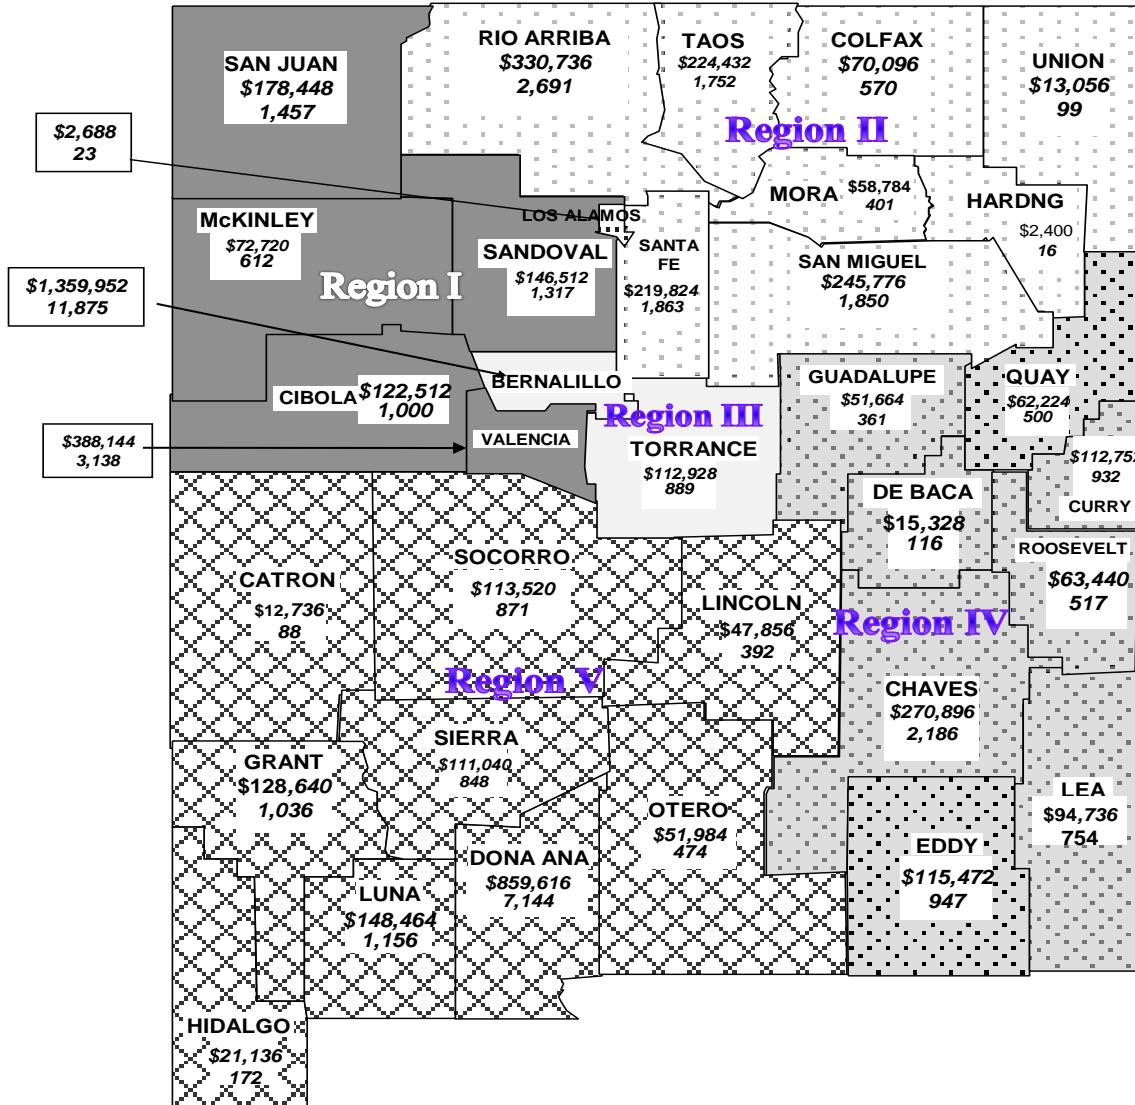 SAN JUAN
$178,448
1,457
RIO ARRIBA
$330,736
2,691
TAOS
$224,432
1,752
COLFAX
$70,096
570
UNION
$13,056
99
Region II
$2,688
23
LOS ALAMOS
McKINLEY
$72,720
612
Region I
SANDOVAL
$146,512
1,317
SANTA
FE
$219,824
1,863
MORA
$58,784
401
HARDNG
$2,400
16
SAN MIGUEL
$245,776
1,850
$1,359,952
11,875
BERNALILLO
CIBOLA
$122,512
1,000
$388,144
3,138
VALENCIA
Region III
TORRANCE
$112,928
889
GUADALUPE
$51,664
361
QUAY
$62,224
500
$112,752
932
CURRY
DE BACA
$15,328
116
ROOSEVELT
$63,440
517
CATRON
$12,736
88
SOCORRO
$113,520
871
LINCOLN
$47,856
392
Region IV
Region V
CHAVES
$270,896
2,186
SIERRA
$111,040
848
GRANT
$128,640
1,036
OTERO
$51,984
474
LEA
$94,736
754
EDDY
$115,472
947
DONA ANA
$859,616
7,144
LUNA
$148,464
1,156
HIDALGO
$21,136
172